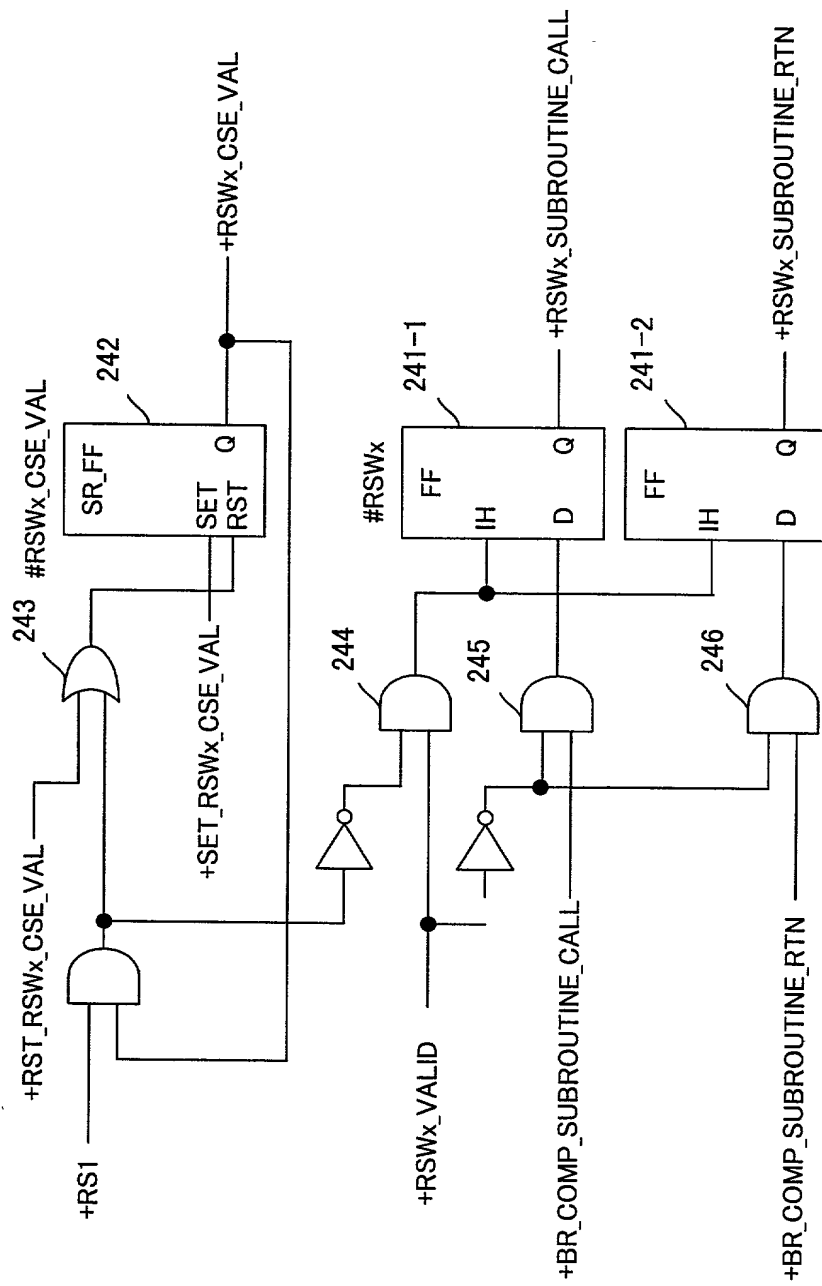 +RS1
+RST_RSWx_CSE_VAL
243
#RSWx_CSE_VAL
SR_FF
SET
RST
Q
242
+RSWx_CSE_VAL
+SET_RSWx_CSE_VAL
+RSWx_VALID
244
#RSWx
FF
IH
D
Q
241-1
+RSWx_SUBROUTINE_CALL
245
+BR_COMP_SUBROUTINE_CALL
246
FF
IH
D
Q
241-2
+RSWx_SUBROUTINE_RTN
+BR_COMP_SUBROUTINE_RTN